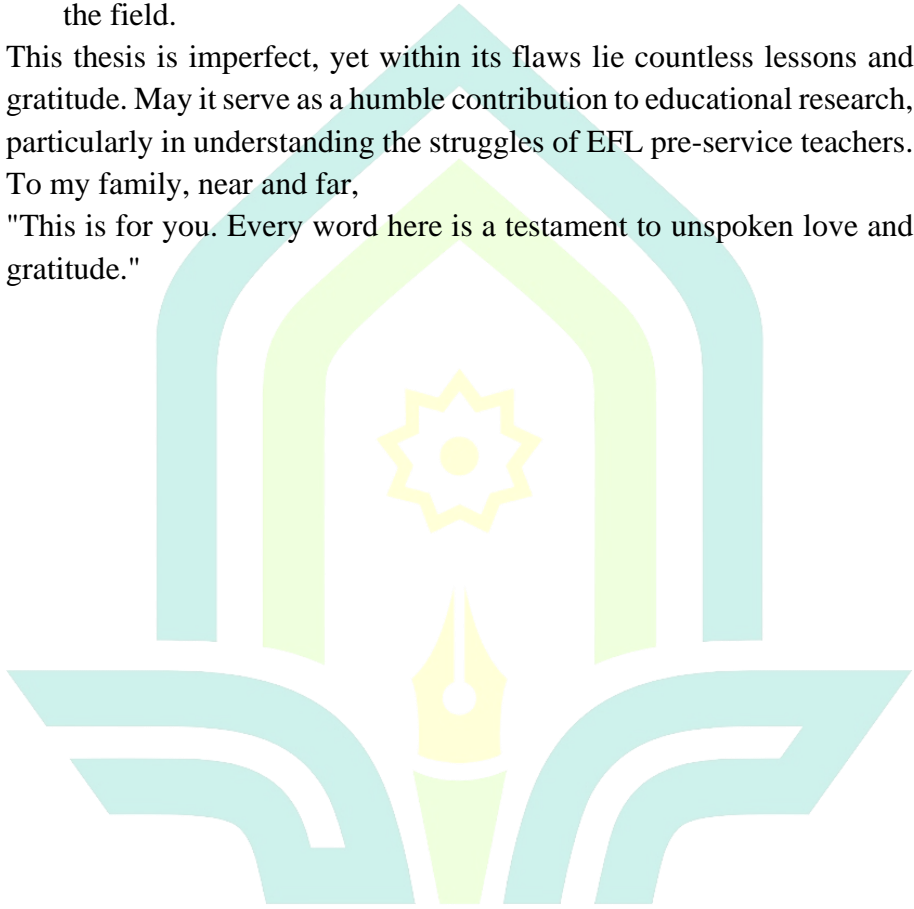 the field.
This thesis is imperfect, yet within its flaws lie countless lessons and
gratitude. May it serve as a humble contribution to educational research,
particularly in understanding the struggles of EFL pre-service teachers.
To my family, near and far,
"This is for you. Every word here is a testament to unspoken love and
gratitude."